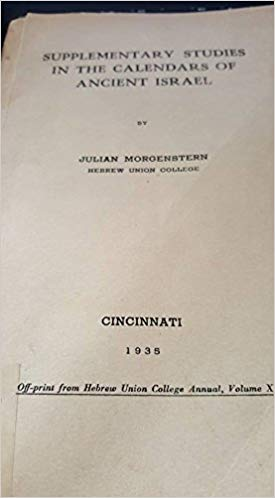 SUPPLEMENTARY STUDIES
IN THE CALENDARS OF
ANCIENT ISRAEL
BY
JULIAN MORGENSTERN
HEBREW UNION COLLEGE
CINCINNATI
1935
Off-print from Hebrew Union College Annual, Volume X